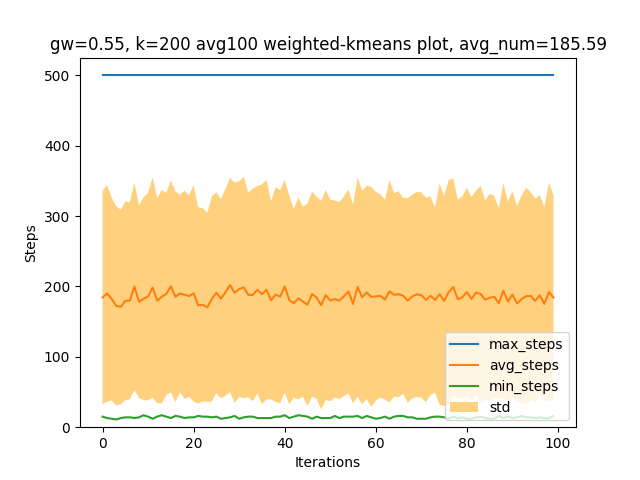 gw=0.55, k=200 avg100 weighted-kmeans plot, avg_num=185.59
500
400
300
200
100
0
Steps
max_steps
avg_steps
min_steps
std
0 20 40 60 80 100
Iterations